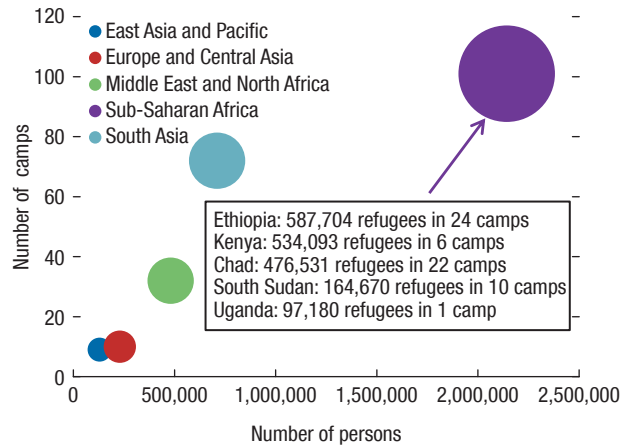 120
100
80
60
40
20
0
Number of camps
East Asia and Pacific
Europe and Central Asia
Middle East and North Africa
Sub-Saharan Africa
South Asia
Ethiopia: 587,704 refugees in 24 camps
Kenya: 534,093 refugees in 6 camps
Chad: 476,531 refugees in 22 camps
South Sudan: 164,670 refugees in 10 camps
Uganda: 97,180 refugees in 1 camp
0 500,000 1,000,000 1,500,000 2,000,000 2,500,000
Number of persons